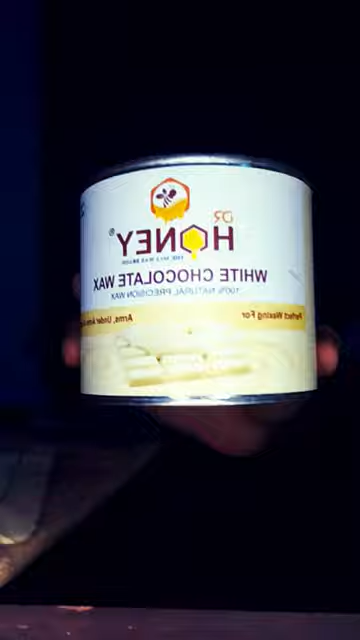 DR
HONEY®
WHITE CHOCOLATE WAX
100% NATURAL PRECISION WAX
Perfect Waxing For
Arms, Under Arms